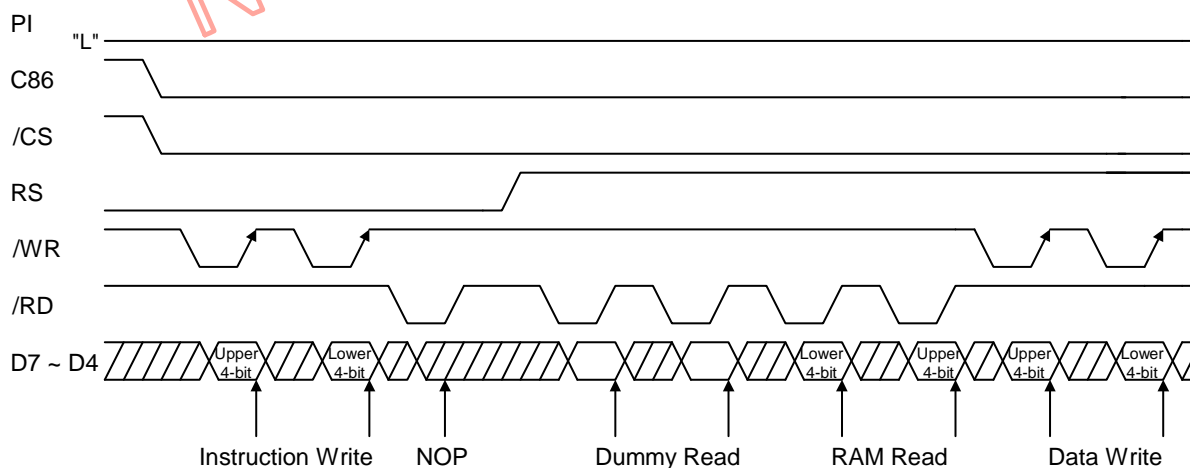 PI
"L"
C86
/CS
RS
/WR
/RD
D7 ~ D4
Upper 4-bit
Lower 4-bit
Lower 4-bit
Upper 4-bit
Upper 4-bit
Lower 4-bit
Instruction Write
NOP
Dummy Read
RAM Read
Data Write